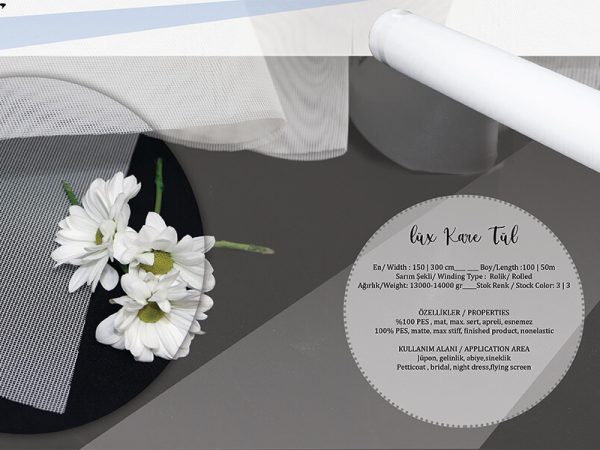 lüx Kare Tül
En/ Width : 150 | 300 cm___ ___ Boy/Length :100 | 50m
Sarım Şekli/ Winding Type : Rolik/ Rolled
Ağırlık/Weight: 13000-14000 gr____Stok Renk / Stock Color: 3 | 3
ÖZELLİKLER / PROPERTIES
%100 PES , mat, max. sert, apreli, esnemez
100% PES, matte, max stiff, finished product, nonelastic
KULLANIM ALANI / APPLICATION AREA
Jüpon, gelinlik, abiye,sineklik
Petticoat , bridal, night dress,flying screen